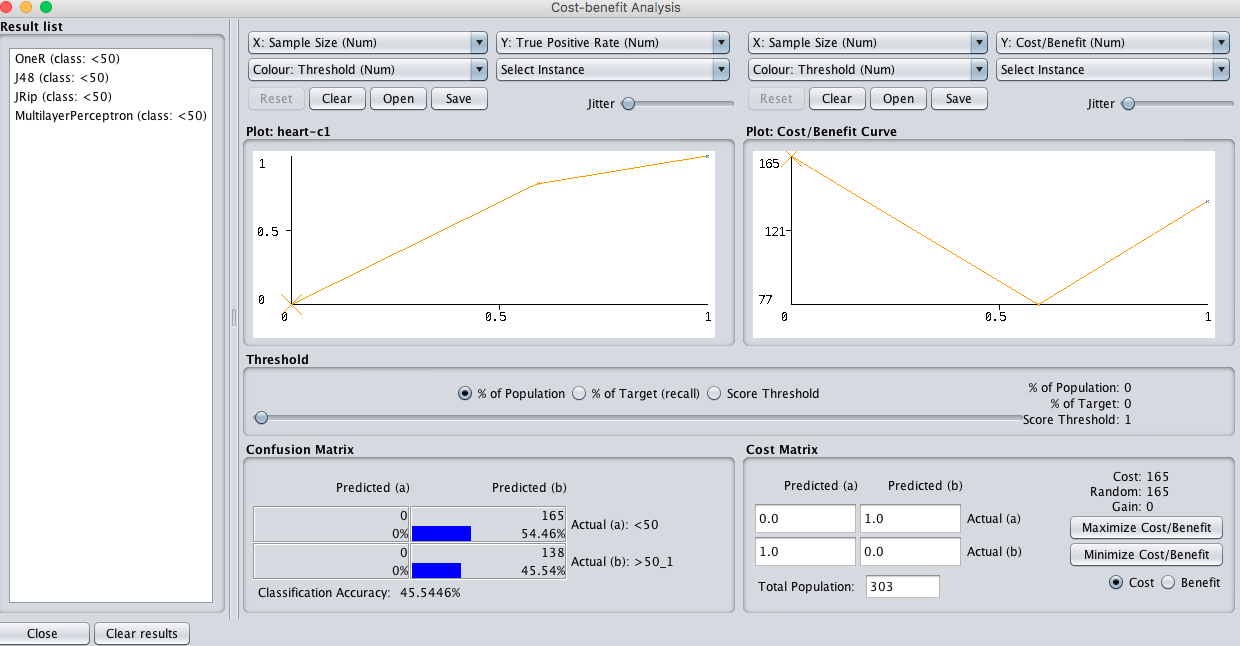 Cost-benefit Analysis
Result list
OneR (class: <50)
J48 (class: <50)
JRip (class: <50)
MultilayerPerceptron (class: <50)
X: Sample Size (Num) Y: True Positive Rate (Num)
Colour: Threshold (Num) Select Instance
Reset Clear Open Save Jitter
Plot: heart-c1
1
0.5
0
0 0.5 1
X: Sample Size (Num) Y: Cost/Benefit (Num)
Colour: Threshold (Num) Select Instance
Reset Clear Open Save Jitter
Plot: Cost/Benefit Curve
165
121
77
0 0.5 1
Threshold
% of Population % of Target (recall) Score Threshold
% of Population: 0
% of Target: 0
Score Threshold: 1
Confusion Matrix
Predicted (a) Predicted (b)
0 165
0% 54.46% Actual (a): <50
0 138
0% 45.54% Actual (b): >50_1
Classification Accuracy: 45.5446%
Cost Matrix
Predicted (a) Predicted (b)
0.0 1.0 Actual (a)
1.0 0.0 Actual (b)
Total Population: 303
Cost: 165
Random: 165
Gain: 0
Maximize Cost/Benefit
Minimize Cost/Benefit
Cost Benefit
Close Clear results